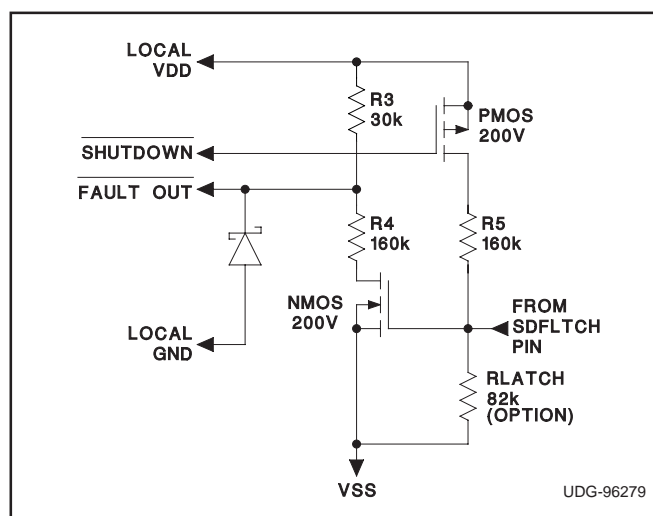 LOCAL
VDD
R3
30k
PMOS
200V
SHUTDOWN
FAULT OUT
R4
160k
R5
160k
NMOS
200V
FROM
SDFLTCH
PIN
LOCAL
GND
RLATCH
82k
(OPTION)
VSS
UDG-96279